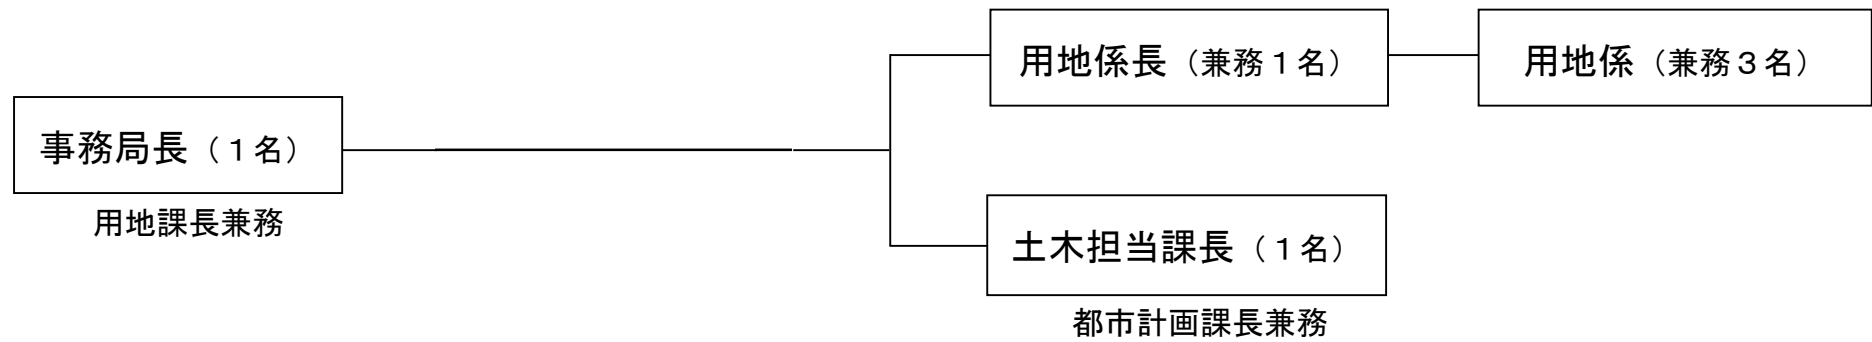 用地係長（兼務１名）
用地係（兼務３名）
事務局長（１名）
用地課長兼務
土木担当課長（１名）
都市計画課長兼務